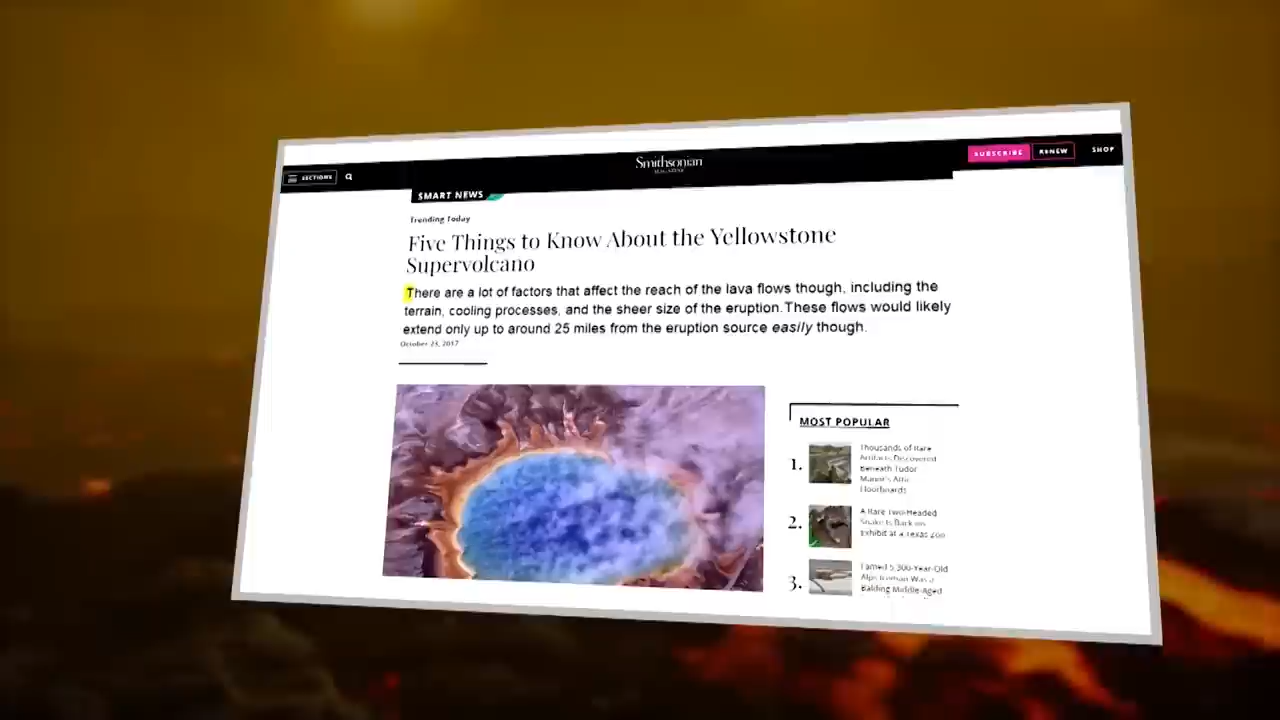 Smithsonian
MAGAZINE
SUBSCRIBE
RENEW
SHOP
SECTIONS
SMART NEWS
Trending Today
Five Things to Know About the Yellowstone
Supervolcano
There are a lot of factors that affect the reach of the lava flows though, including the
terrain, cooling processes, and the sheer size of the eruption. These flows would likely
extend only up to around 25 miles from the eruption source easily though.
October 23, 2017
MOST POPULAR
1.
Thousands of Rare
Artifacts Discovered
Beneath Tudor
Manor's Attic
Floorboards
2.
A Rare Two-Headed
Snake Is Back on
Exhibit at a Texas Zoo
3.
Famed 5,300-Year-Old
Alps Iceman Was a
Balding Middle-Aged